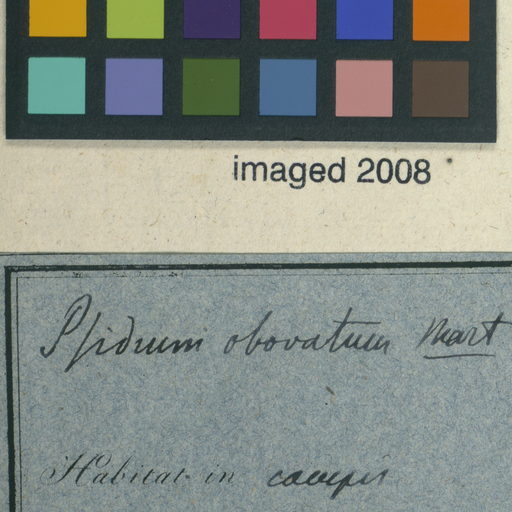 imaged 2008
Psidium obovatum Mart
Habitat in campis